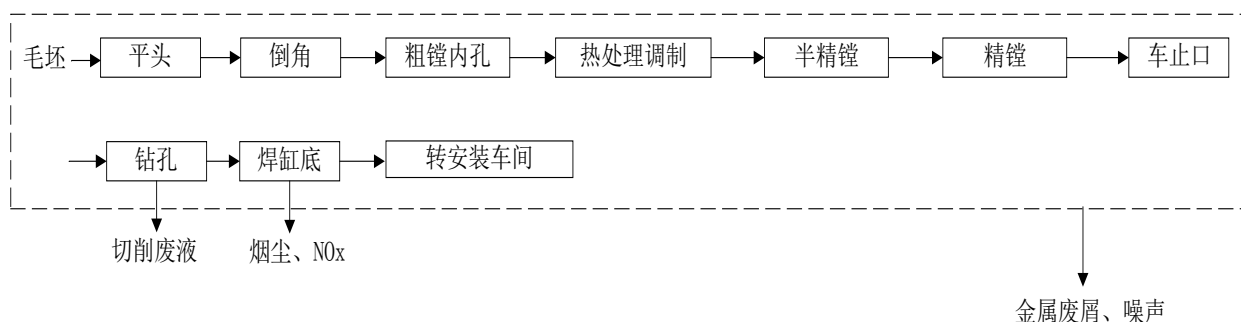 毛坯 平头 倒角 粗镗内孔 热处理调制 半精镗 精镗 车止口
钻孔 焊缸底 转安装车间
切削废液 烟尘、NOx
金属废屑、噪声